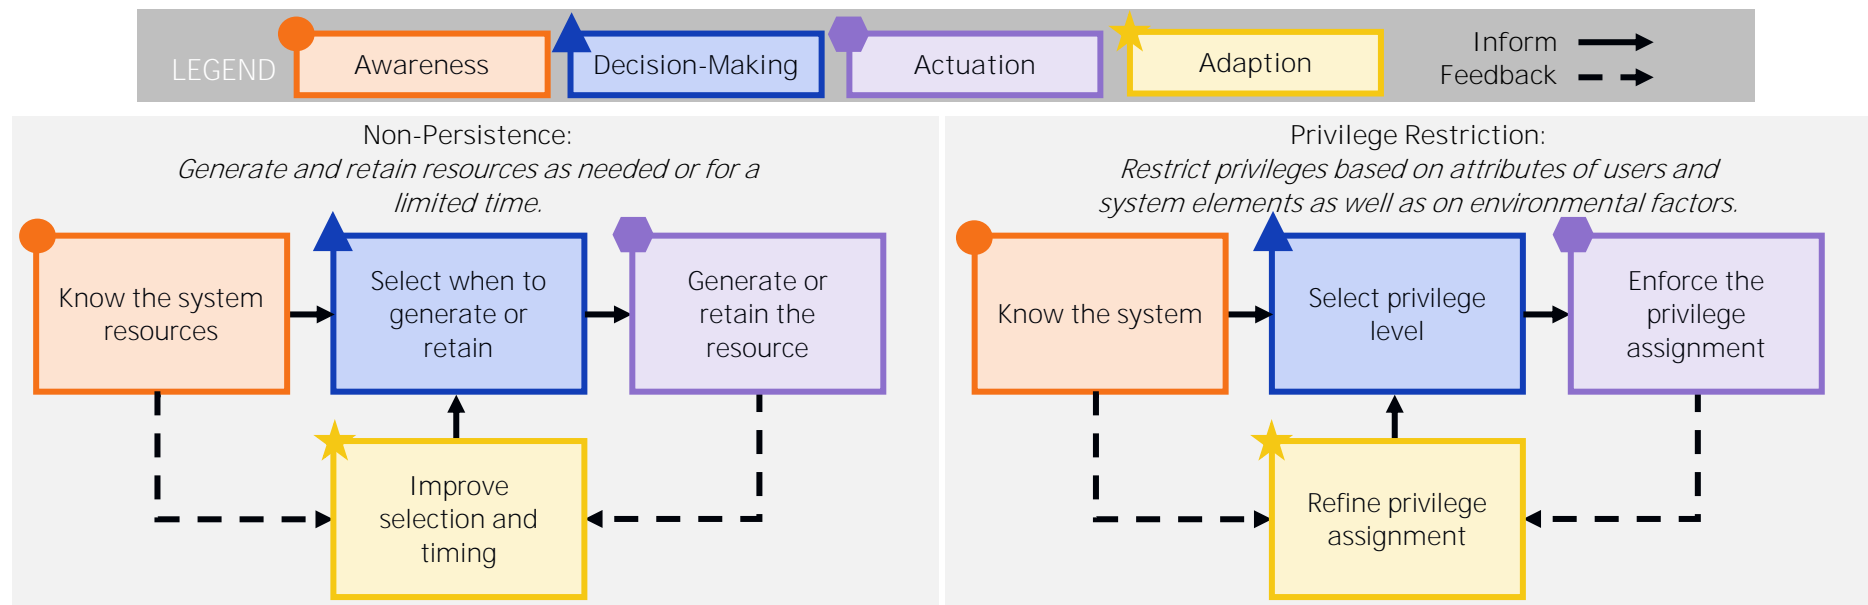 LEGEND
Awareness
Decision-Making
Actuation
Adaption
Inform
Feedback
Non-Persistence:
Generate and retain resources as needed or for a
limited time.
Know the system
resources
Select when to
generate or
retain
Generate or
retain the
resource
Improve
selection and
timing
Privilege Restriction:
Restrict privileges based on attributes of users and
system elements as well as on environmental factors.
Know the system
Select privilege
level
Enforce the
privilege
assignment
Refine privilege
assignment